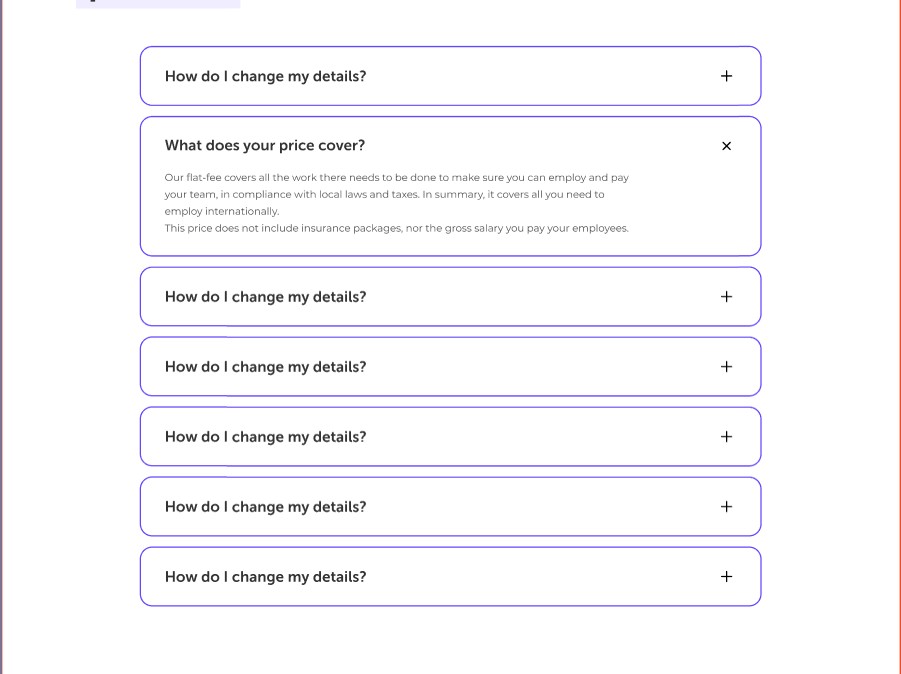 How do I change my details?
What does your price cover?
Our flat-fee covers all the work there needs to be done to make sure you can employ and pay
your team, in compliance with local laws and taxes. In summary, it covers all you need to
employ internationally.
This price does not include insurance packages, nor the gross salary you pay your employees.
How do I change my details?
How do I change my details?
How do I change my details?
How do I change my details?
How do I change my details?